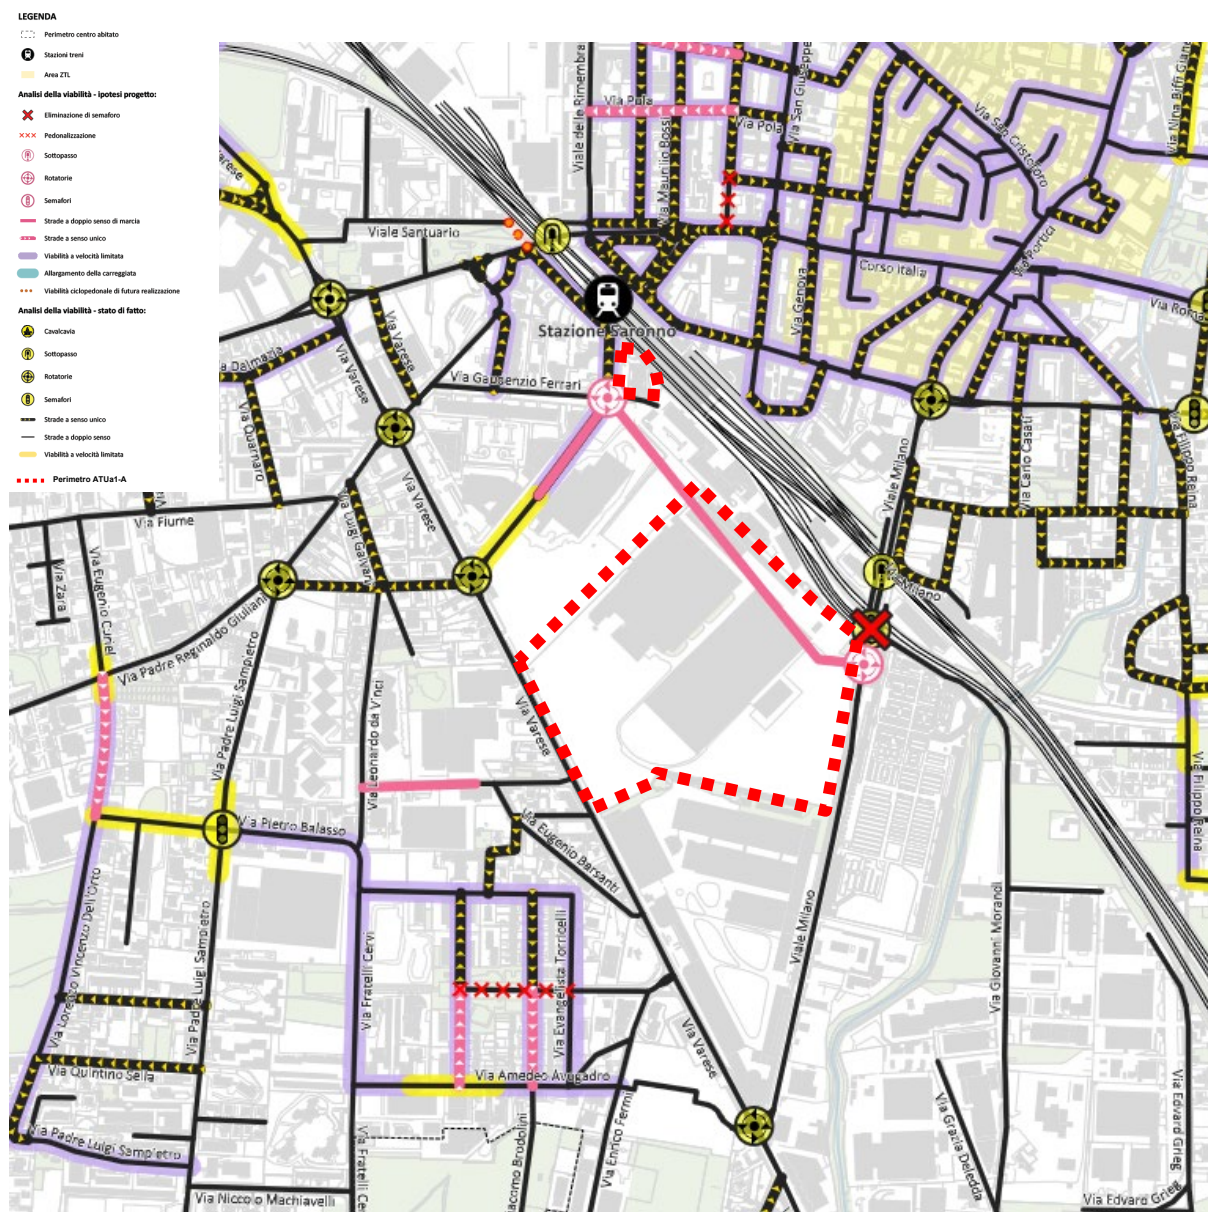 LEGENDA
Perimetro centro abitato
Stazioni treni
Area ZTL
Analisi della viabilità - ipotesi progetto:
Eliminazione di semaforo
Pedonalizzazione
Sottopasso
Rotatorie
Semafori
Strade a doppio senso di marcia
Strade a senso unico
Viabilità a velocità limitata
Allargamento della carreggiata
Viabilità ciclopedonale di futura realizzazione
Analisi della viabilità - stato di fatto:
Cavalcavia
Sottopasso
Rotatorie
Semafori
Strade a senso unico
Strade a doppio senso
Viabilità a velocità limitata
Perimetro ATUa1-A
Viale delle Rimembra
Via Pola
Via Maurilio Bossi
Via Pola
Via San Giuseppe
Via San Cristoforo
Via Nina Biffi Gian
arese
Viale Santuario
Via Portici
Corso Italia
Via Genova
Via Roma
Stazione Saronno
a Dalmazia
Via Varese
Via Varese
Via Gaudenzio Ferrari
Via Quarnaro
Viale Milano
Via Carlo Casati
Via Filippo Reina
Via Varese
Via Fiume
Via Luigi Galvani
Via Zara
Via Eugenio Curiel
Via Milano
Via Padre Reginaldo Giuliani
Via Padre Luigi Sampietro
Via Leonardo da Vinci
Via Varese
Via Filippo Reina
Via Pietro Balasso
Via Eugenio Barsanti
Via Lorenzo Vincenzo Dell'Orto
Via Padre Luigi Sampietro
Via Fratelli Cervi
Via Evangelista Torricelli
Viale Milano
Via Giovanni Morandi
Via Varese
Via Quintino Sella
Via Amedeo Avogadro
Via Enrico Fermi
Via Grazia Deledda
Via Edvard Grieg
Via Padre Luigi Sampietro
Via Niccolo Machiavelli
Via Fratelli Ce
iacomo Brodolini
Via Edvard Grieg